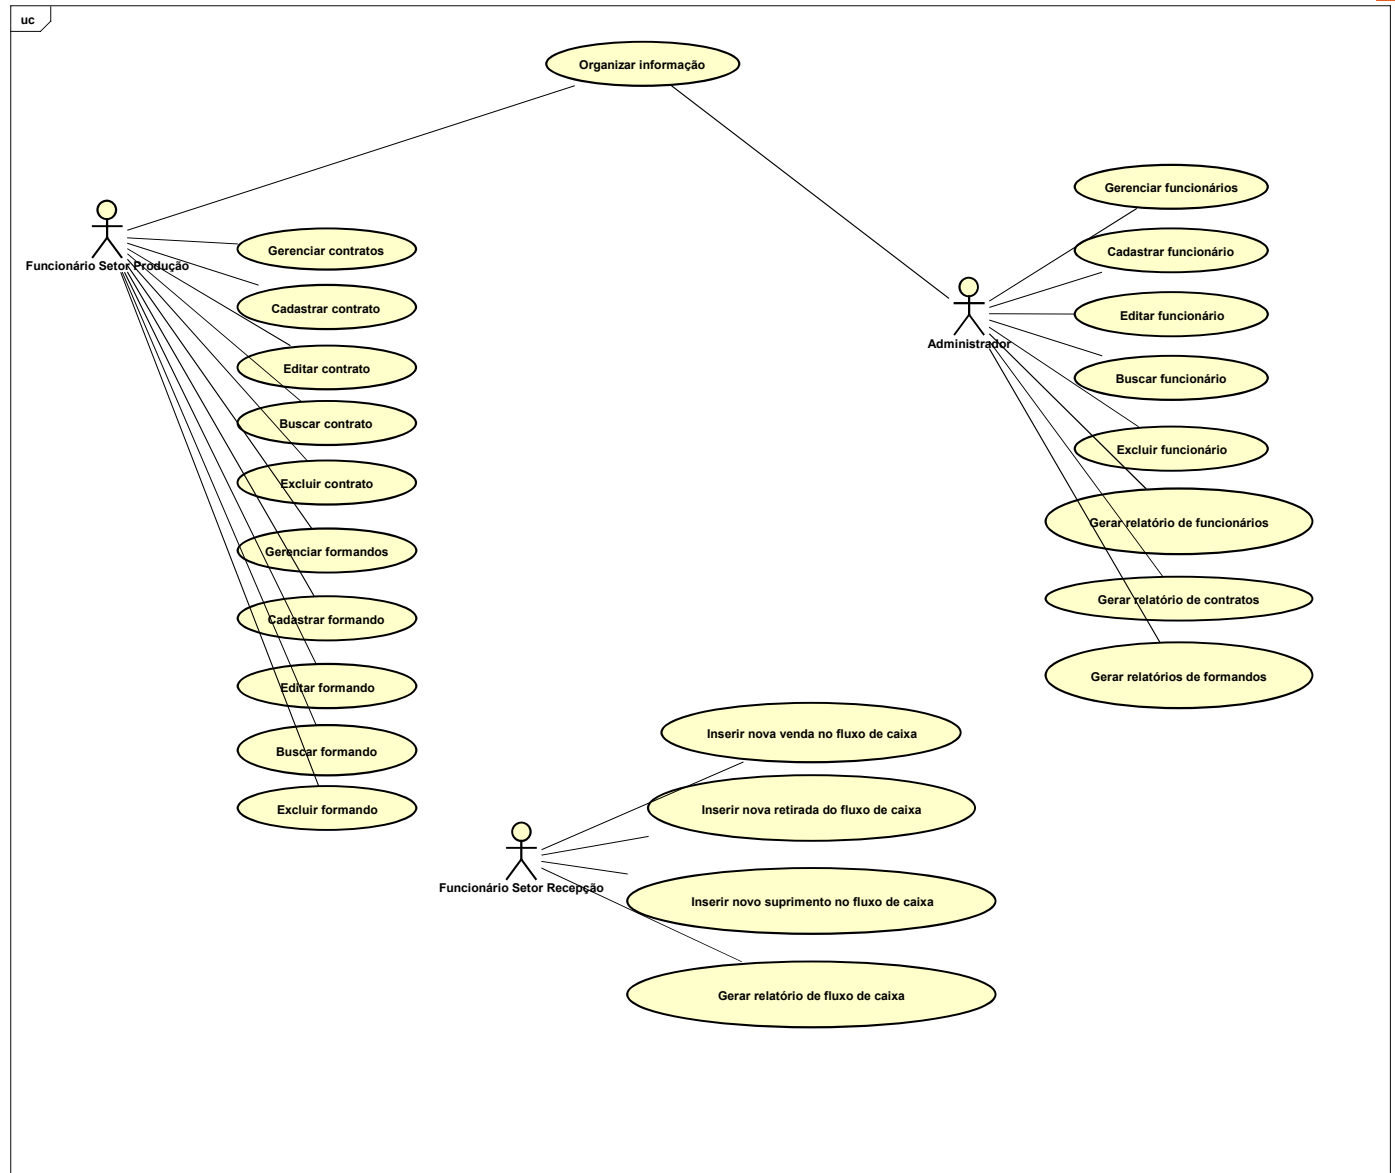 uc
Organizar informação
Funcionário Setor Produção
Gerenciar contratos
Cadastrar contrato
Editar contrato
Buscar contrato
Excluir contrato
Gerenciar formandos
Cadastrar formando
Editar formando
Buscar formando
Excluir formando
Administrador
Gerenciar funcionários
Cadastrar funcionário
Editar funcionário
Buscar funcionário
Excluir funcionário
Gerar relatório de funcionários
Gerar relatório de contratos
Gerar relatórios de formandos
Funcionário Setor Recepção
Inserir nova venda no fluxo de caixa
Inserir nova retirada do fluxo de caixa
Inserir novo suprimento no fluxo de caixa
Gerar relatório de fluxo de caixa